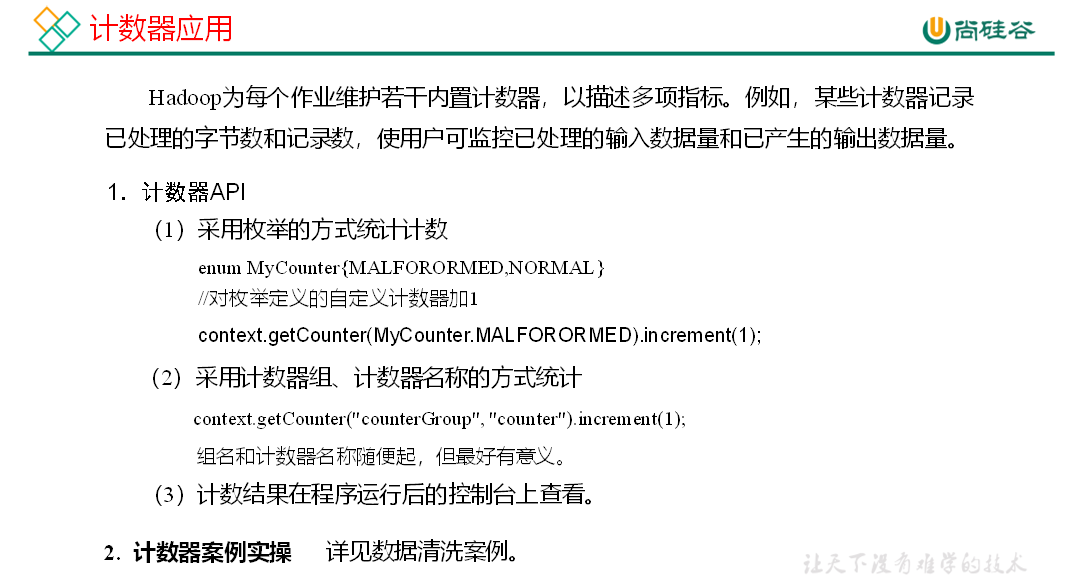 计数器应用
尚硅谷
Hadoop为每个作业维护若干内置计数器，以描述多项指标。例如，某些计数器记录
已处理的字节数和记录数，使用户可监控已处理的输入数据量和已产生的输出数据量。
1．计数器API
（1）采用枚举的方式统计计数
enum MyCounter{MALFORORMED,NORMAL}
//对枚举定义的自定义计数器加1
context.getCounter(MyCounter.MALFORORMED).increment(1);
（2）采用计数器组、计数器名称的方式统计
context.getCounter("counterGroup", "counter").increment(1);
组名和计数器名称随便起，但最好有意义。
（3）计数结果在程序运行后的控制台上查看。
2. 计数器案例实操 详见数据清洗案例。
让天下没有难学的技术